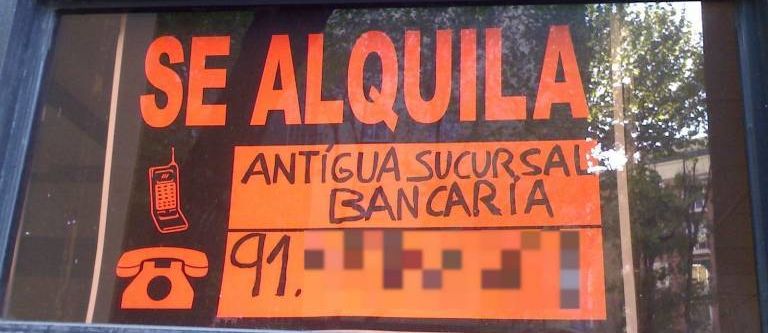 SE ALQUILA
ANTÍGUA SUCURSAL
BANCARIA
91.